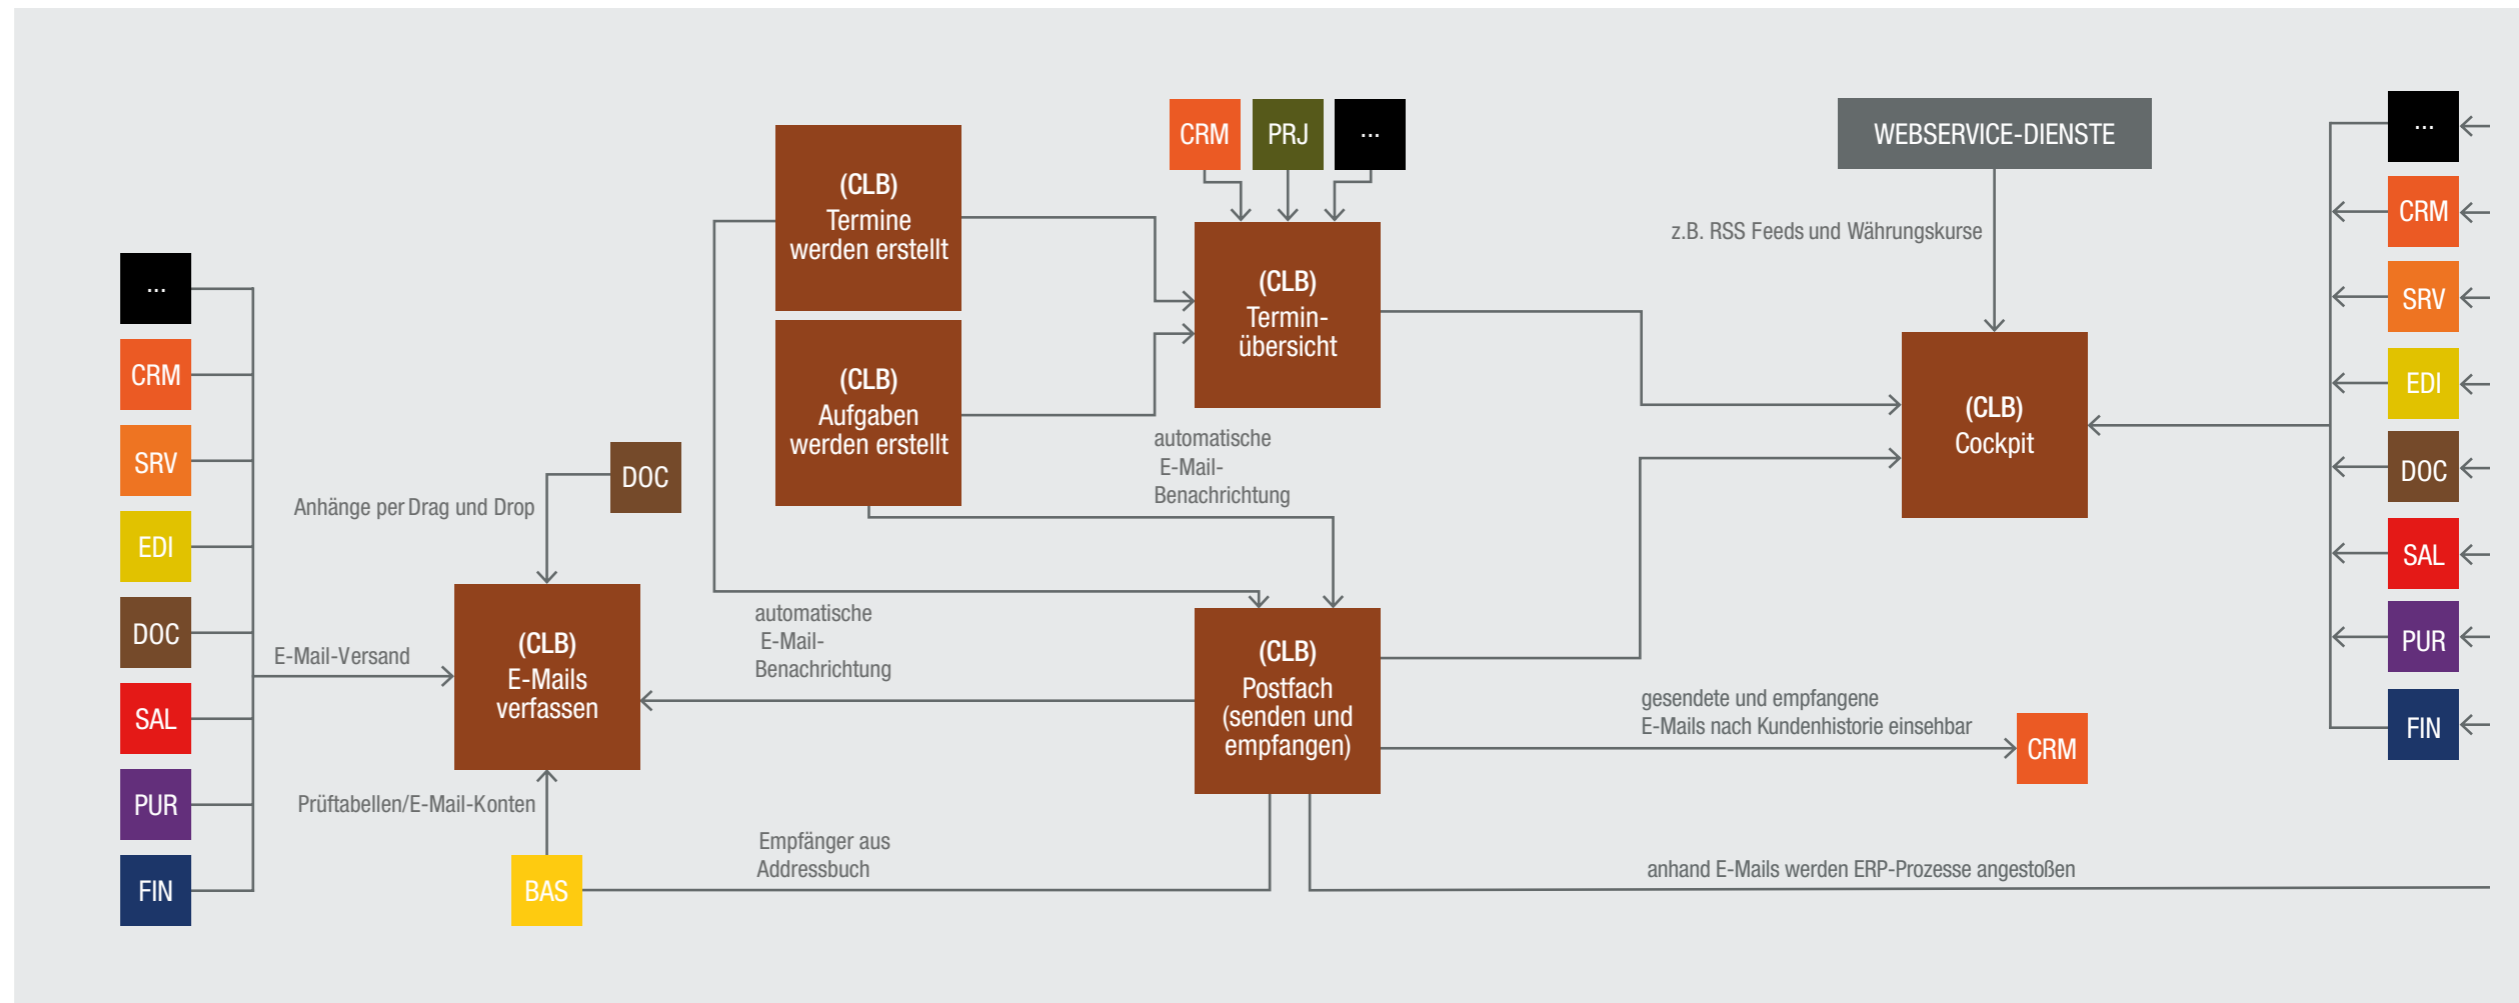 ...
CRM
SRV
EDI
DOC
SAL
PUR
FIN
E-Mail-Versand
Anhänge per Drag und Drop
DOC
(CLB)
E-Mails
verfassen
Prüftabellen/E-Mail-Konten
BAS
(CLB)
Termine
werden erstellt
(CLB)
Aufgaben
werden erstellt
automatische
E-Mail-
Benachrichtung
Empfänger aus
Addressbuch
CRM
PRJ
...
(CLB)
Termin-
übersicht
automatische
E-Mail-
Benachrichtung
(CLB)
Postfach
(senden und
empfangen)
WEBSERVICE-DIENSTE
z.B. RSS Feeds und Währungskurse
(CLB)
Cockpit
gesendete und empfangene
E-Mails nach Kundenhistorie einsehbar
CRM
anhand E-Mails werden ERP-Prozesse angestoßen
...
CRM
SRV
EDI
DOC
SAL
PUR
FIN